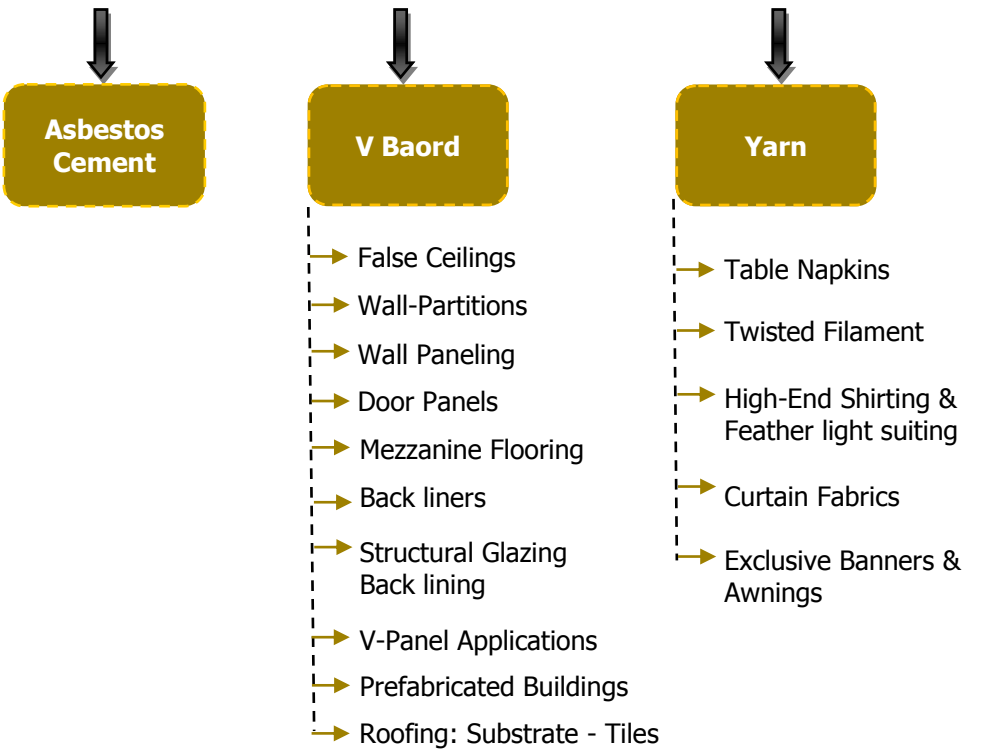 Asbestos
Cement
V Baord
Yarn
False Ceilings
Wall-Partitions
Wall Paneling
Door Panels
Mezzanine Flooring
Back liners
Structural Glazing
Back lining
V-Panel Applications
Prefabricated Buildings
Roofing: Substrate - Tiles
Table Napkins
Twisted Filament
High-End Shirting &
Feather light suiting
Curtain Fabrics
Exclusive Banners &
Awnings